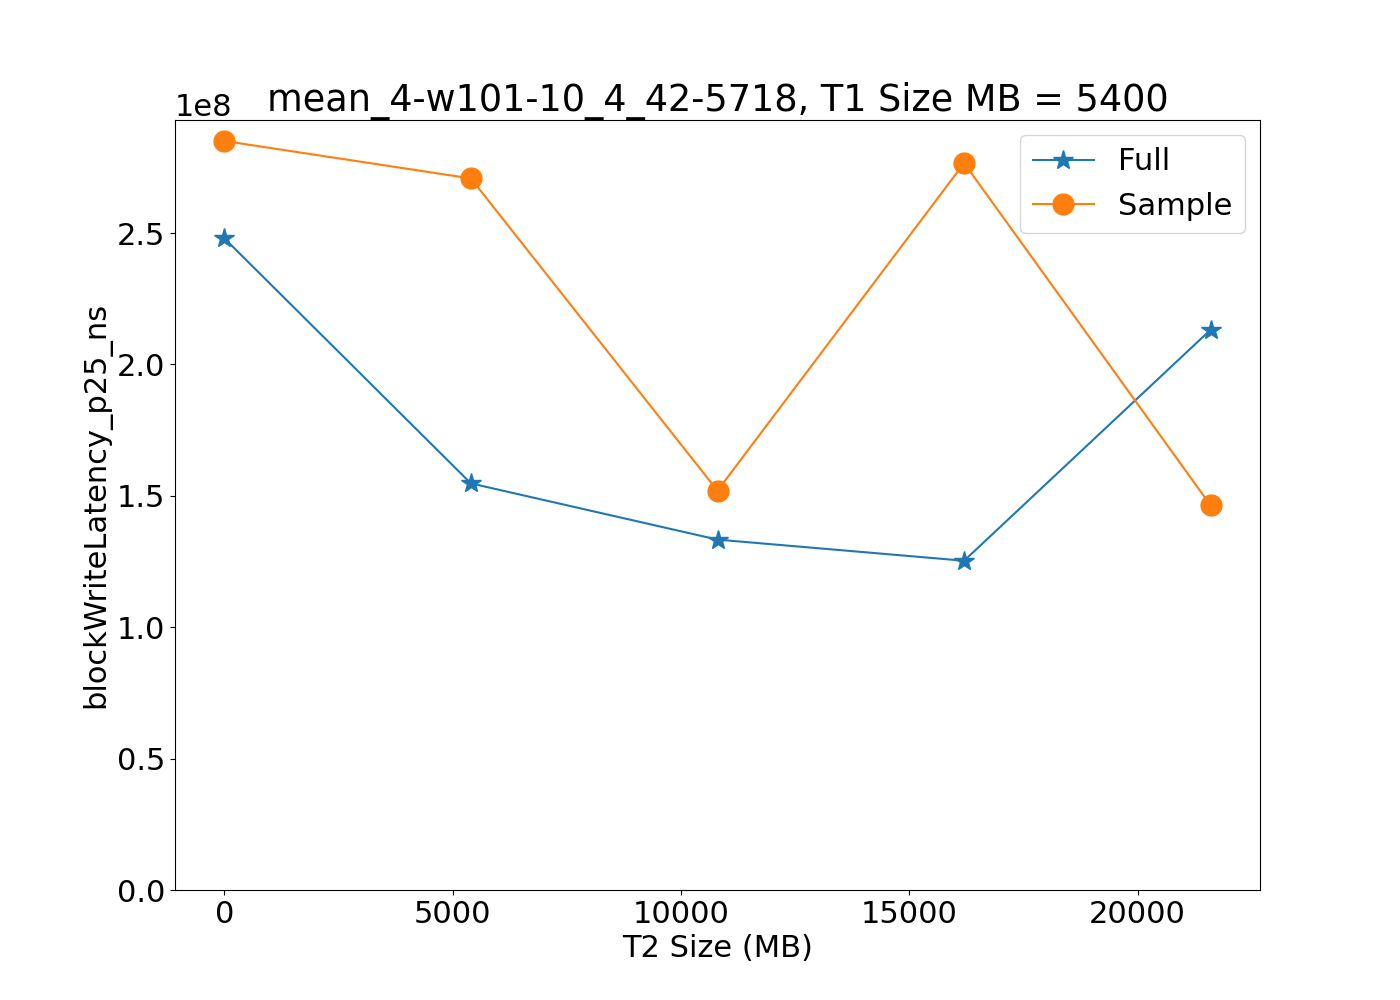 1e8
mean_4-w101-10_4_42-5718, T1 Size MB = 5400
Full
Sample
blockWriteLatency_p25_ns
2.5
2.0
1.5
1.0
0.5
0.0
0 5000 10000 15000 20000
T2 Size (MB)